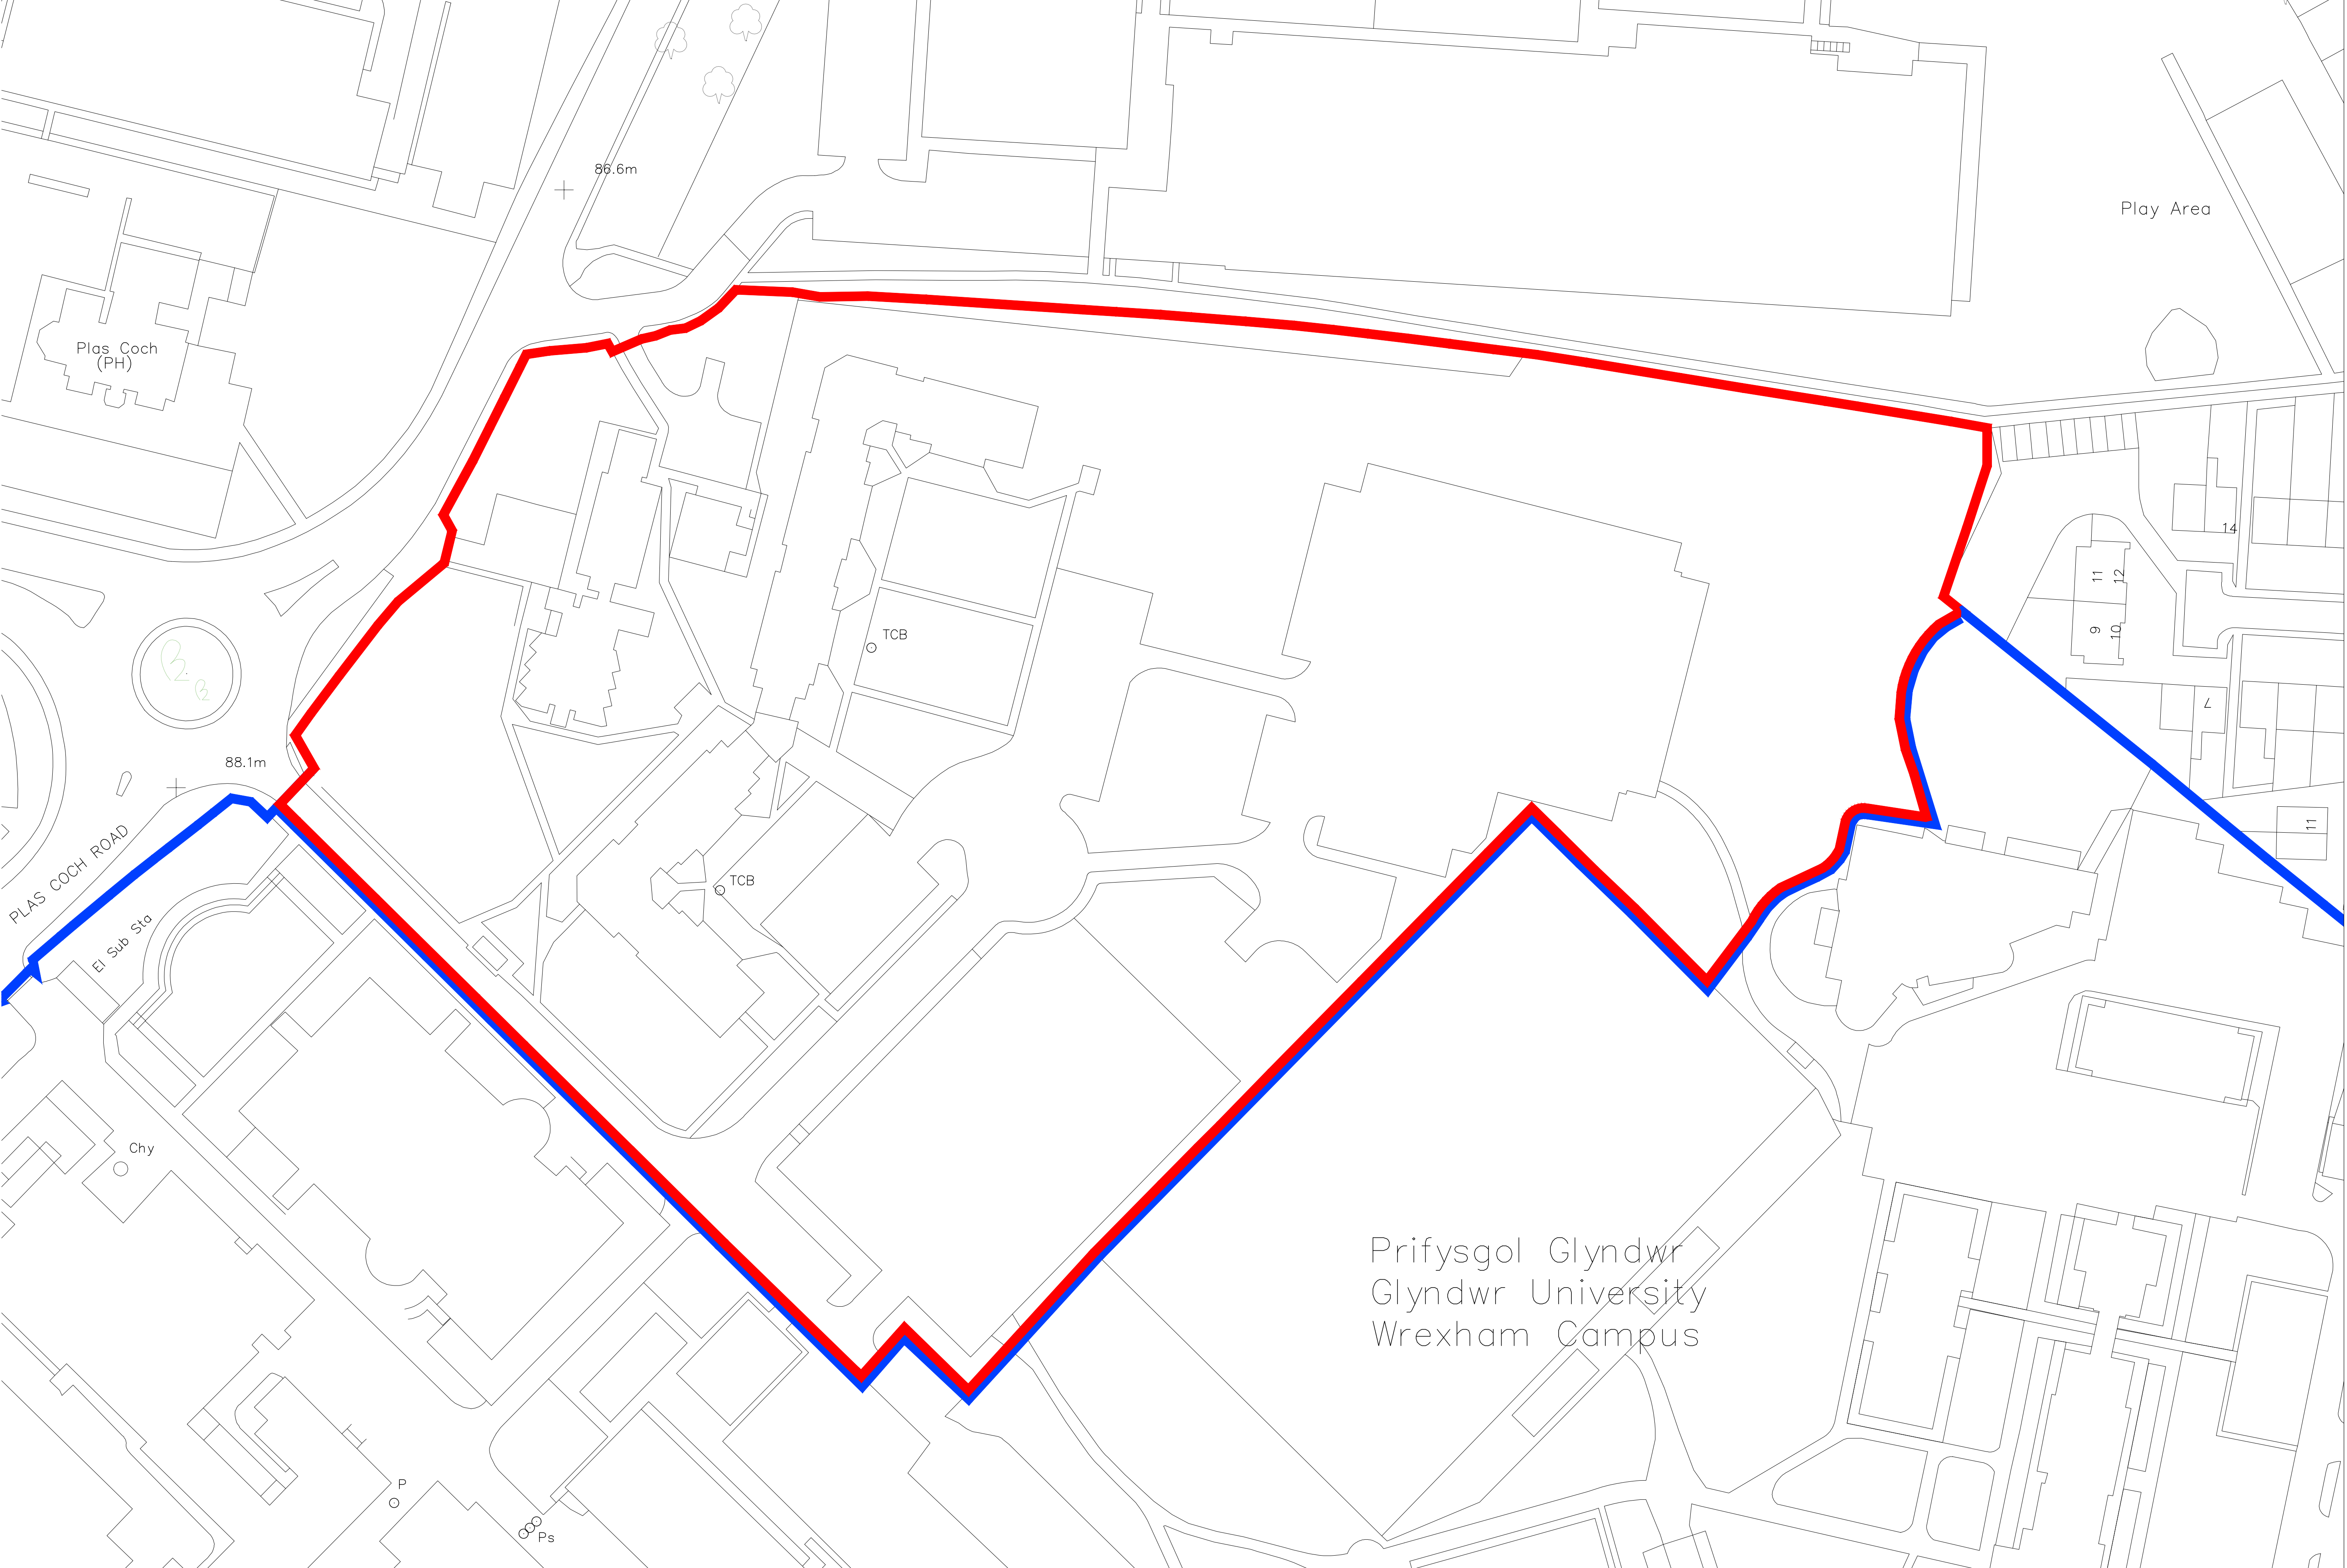 86.6m
Play Area
Plas Coch
(PH)
14
11
12
9
10
TCB
7
88.1m
11
PLAS COCH ROAD
TCB
El Sub Sta
Chy
Prifysgol Glyndwr
Glyndwr University
Wrexham Campus
P
Ps